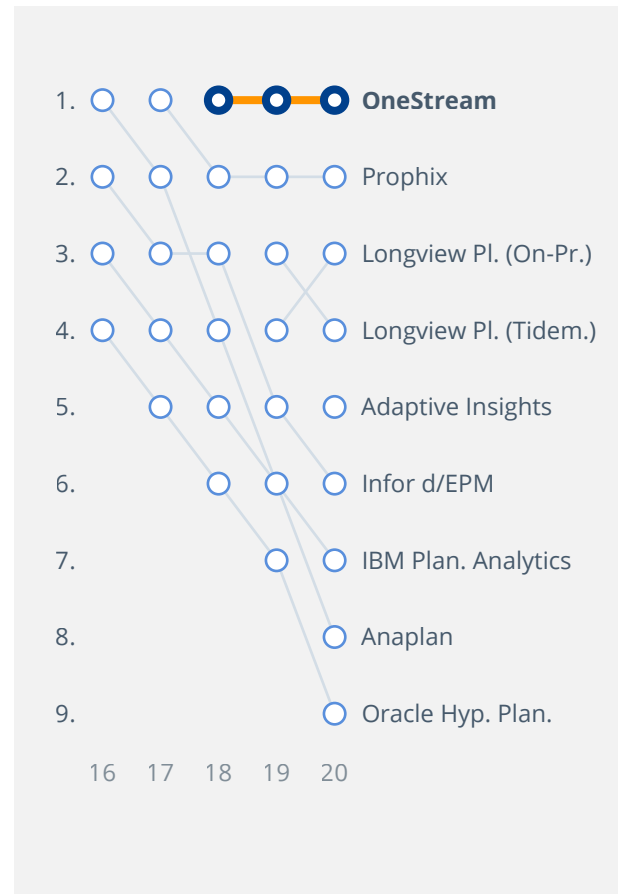 1. OneStream
2. Prophix
3. Longview Pl. (On-Pr.)
4. Longview Pl. (Tidem.)
5. Adaptive Insights
6. Infor d/EPM
7. IBM Plan. Analytics
8. Anaplan
9. Oracle Hyp. Plan.
16 17 18 19 20